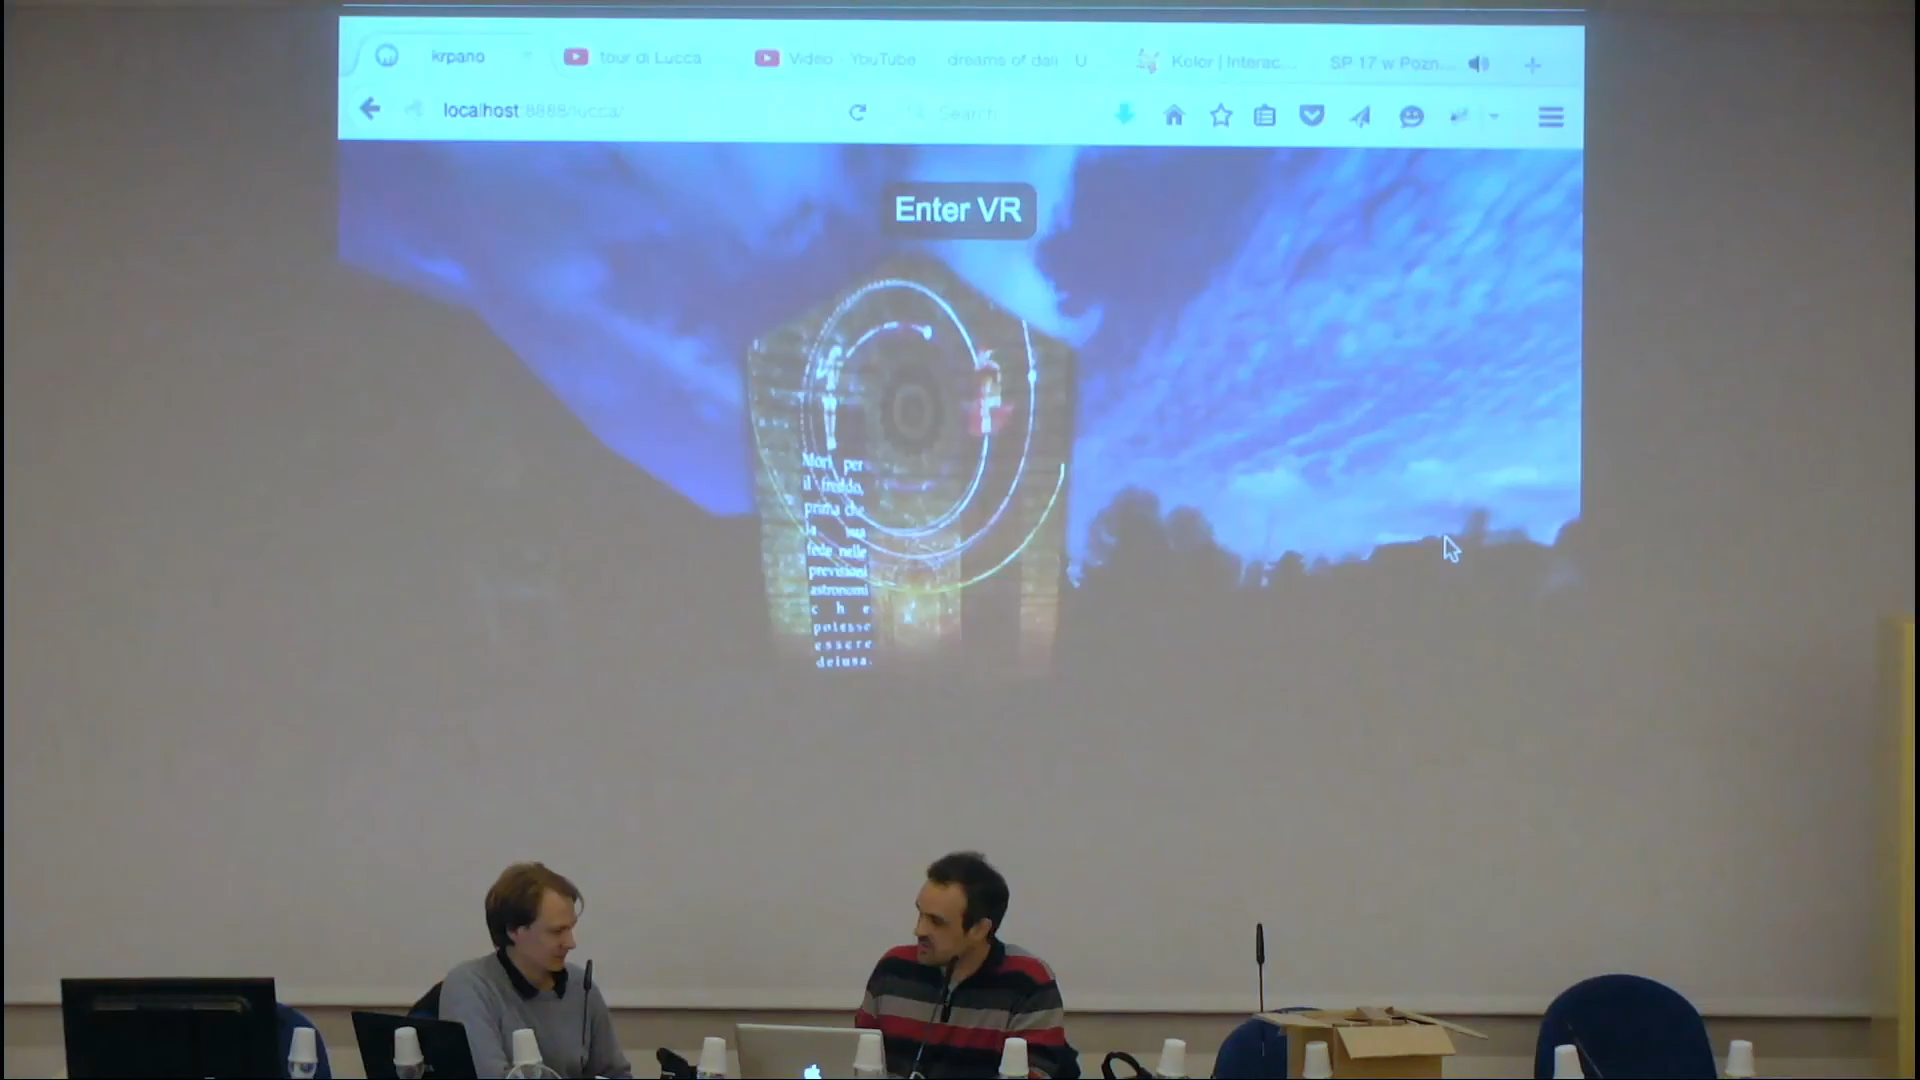 krpano
tour di Lucca
Video - YouTube
dreams of dali U
Kolor | Interac...
SP 17 w Pozn...
localhost:8888/lucca/
Search
Enter VR
Mori per
il freddo,
prima che
la sua
fede nelle
previsioni
astronomi
che
potesse
essere
delusa.